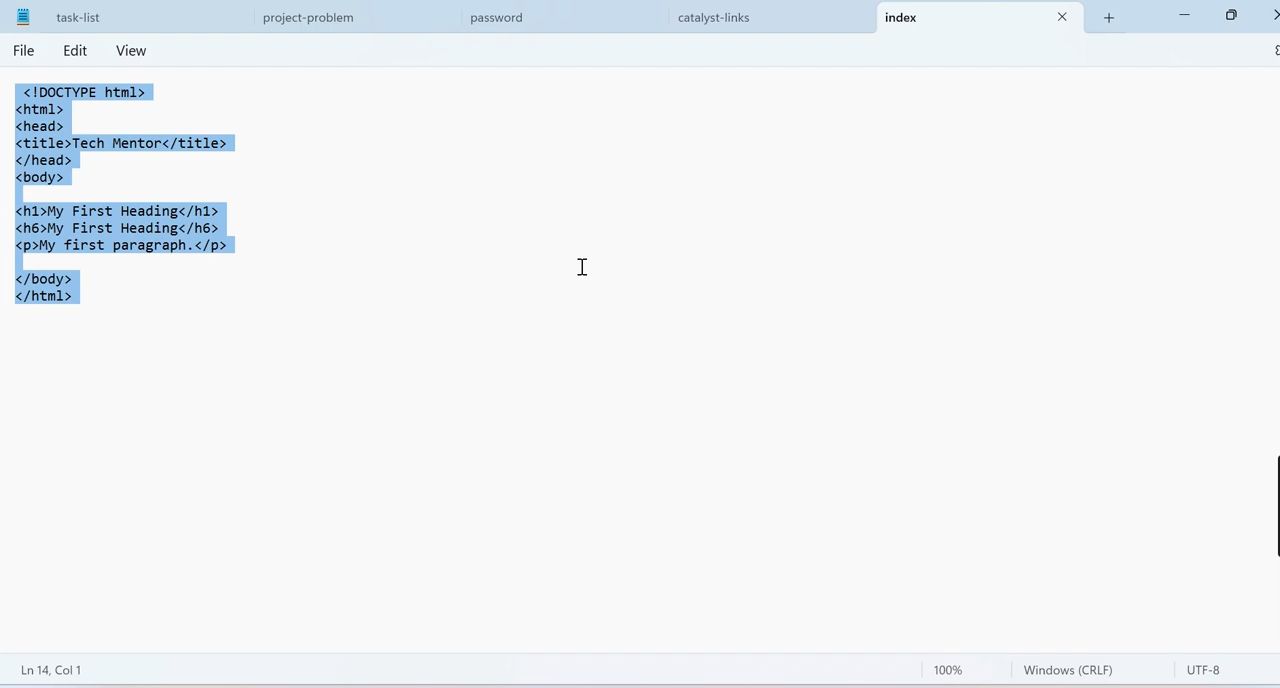 task-list project-problem password catalyst-links index
File Edit View
<!DOCTYPE html>
<html>
<head>
<title>Tech Mentor</title>
</head>
<body>
<h1>My First Heading</h1>
<h6>My First Heading</h6>
<p>My first paragraph.</p>
</body>
</html>
Ln 14, Col 1 100% Windows (CRLF) UTF-8